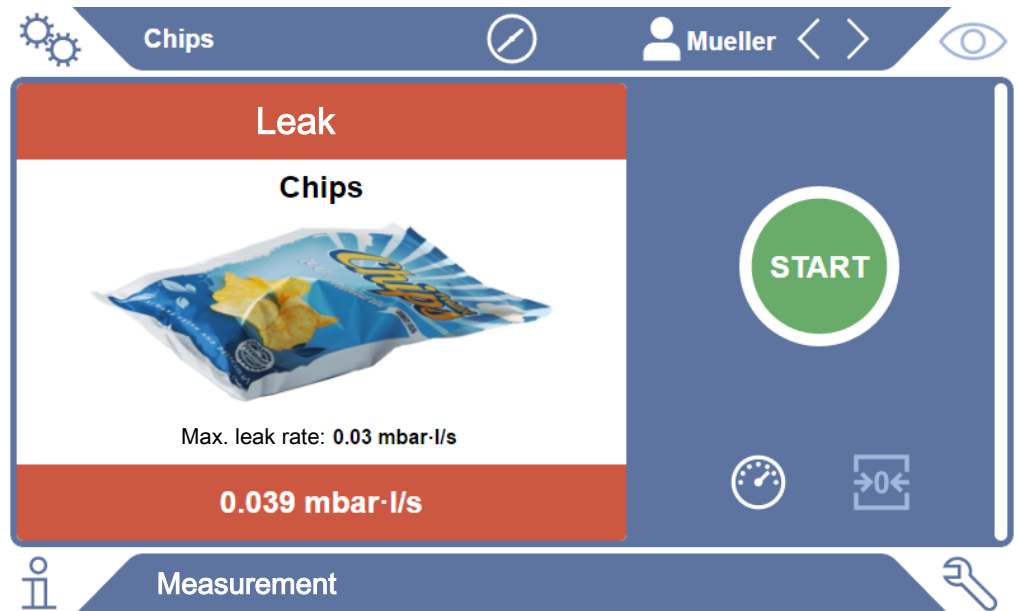 Chips
Mueller
Leak
Chips
Chips
Max. leak rate: 0.03 mbar·l/s
0.039 mbar·l/s
START
→0←
Measurement